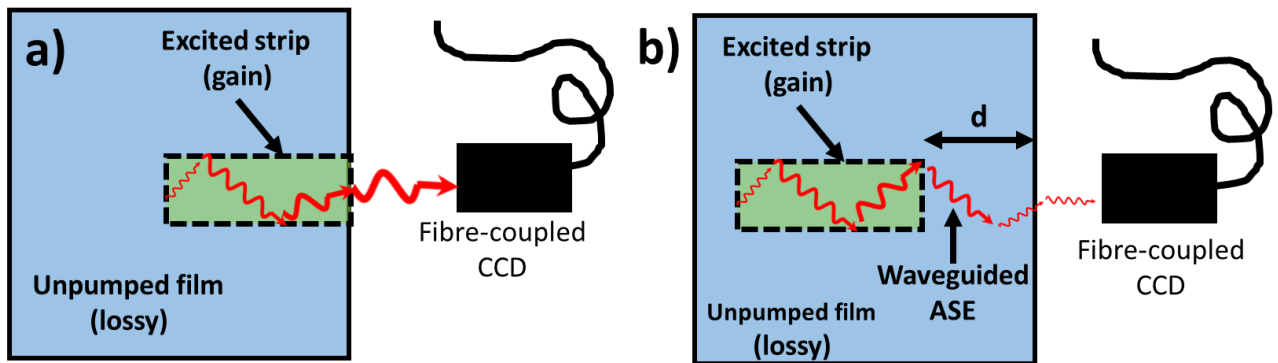 a)
Excited strip
(gain)
Fibre-coupled
CCD
Unpumped film
(lossy)
b)
Excited strip
(gain)
d
Waveguided
ASE
Fibre-coupled
CCD
Unpumped film
(lossy)